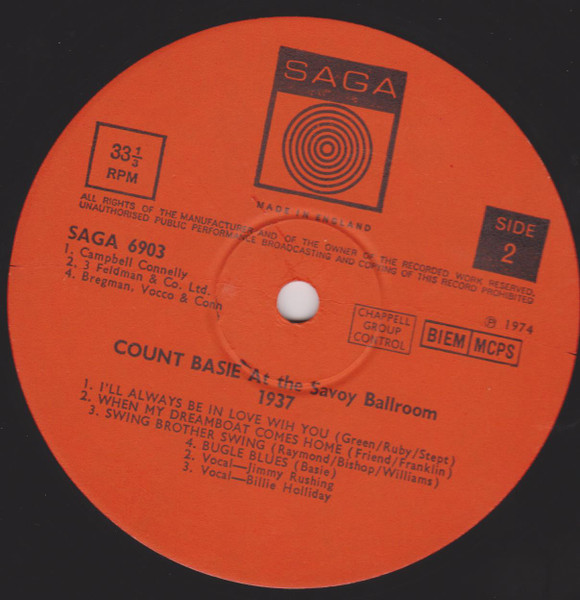 SAGA
33 1/3
RPM
MADE IN ENGLAND
ALL RIGHTS OF THE MANUFACTURER AND OF THE OWNER OF THE RECORDED WORK RESERVED.
UNAUTHORISED PUBLIC PERFORMANCE BROADCASTING AND COPYING OF THIS RECORD PROHIBITED
SIDE
2
SAGA 6903
1. Campbell Connelly
2. 3 Feldman & Co. Ltd.
4. Bregman, Vocco & Conn
CHAPPELL
GROUP
CONTROL
℗ 1974
BIEM MCPS
COUNT BASIE At the Savoy Ballroom
1937
1. I'LL ALWAYS BE IN LOVE WIH YOU (Green/Ruby/Stept)
2. WHEN MY DREAMBOAT COMES HOME (Friend/Franklin)
3. SWING BROTHER SWING (Raymond/Bishop/Williams)
4. BUGLE BLUES (Basie)
2. Vocal—Jimmy Rushing
3. Vocal—Billie Holliday